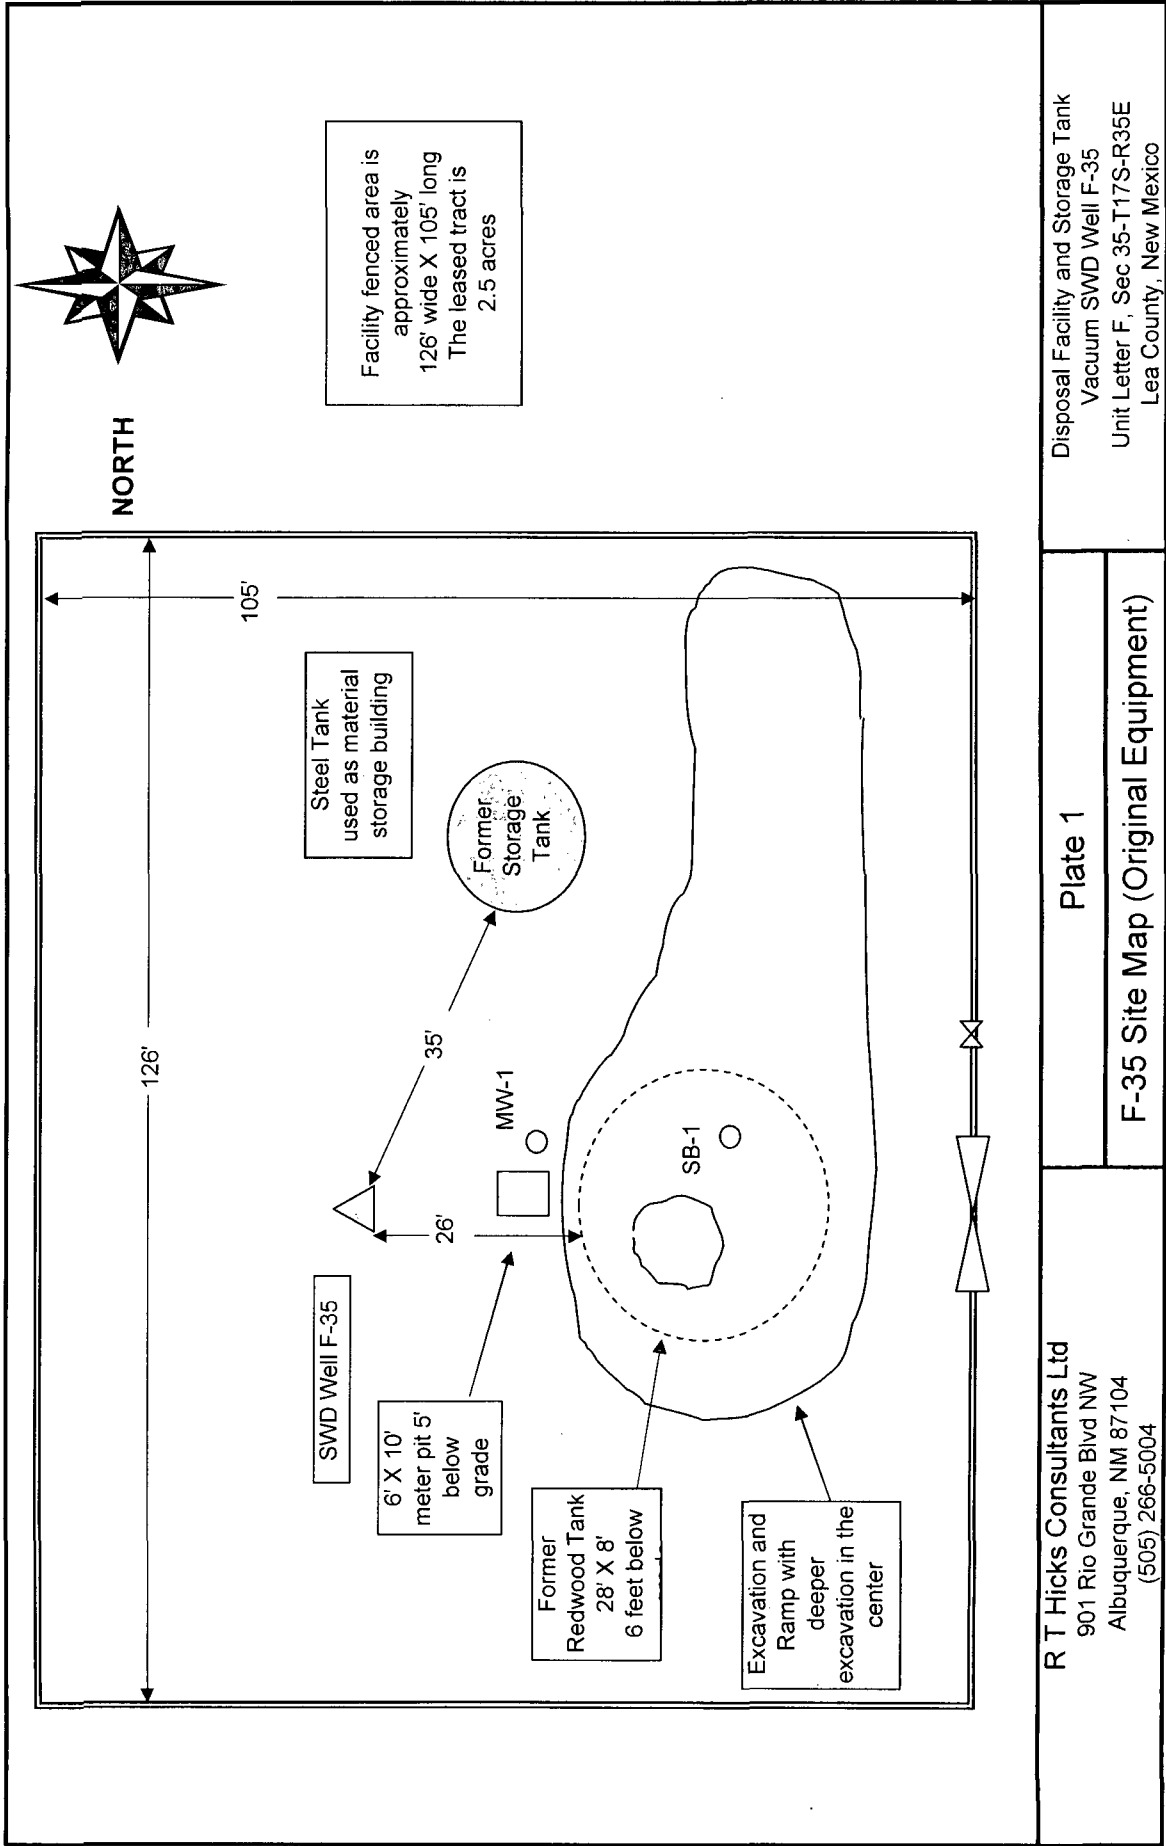 NORTH
Facility fenced area is
approximately
126' wide X 105' long
The leased tract is
2.5 acres
126'
105'
Steel Tank
used as material
storage building
Former
Storage
Tank
35'
26'
MW-1
SB-1
SWD Well F-35
6' X 10'
meter pit 5'
below
grade
Former
Redwood Tank
28' X 8'
6 feet below
Excavation and
Ramp with
deeper
excavation in the
center
R T Hicks Consultants Ltd
901 Rio Grande Blvd NW
Albuquerque, NM 87104
(505) 266-5004
Plate 1
F-35 Site Map (Original Equipment)
Disposal Facility and Storage Tank
Vacuum SWD Well F-35
Unit Letter F, Sec 35-T17S-R35E
Lea County, New Mexico